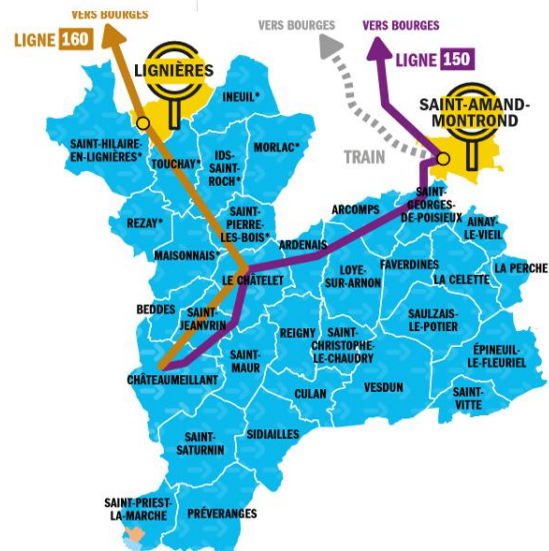 VERS BOURGES
LIGNE 160
VERS BOURGES
VERS BOURGES
LIGNE 150
LIGNIÈRES
SAINT-AMAND-
MONTROND
TRAIN
INEUIL*
SAINT-HILAIRE-
EN-LIGNIÈRES*
TOUCHAY*
IDS-
SAINT-
ROCH*
MORLAC*
SAINT-
GEORGES-
DE-POISIEUX
REZAY*
SAINT-
PIERRE-
LES-BOIS*
ARCOMPS
AINAY-
LE-VIEIL
MAISONNAIS*
ARDENAIS
LE CHÂTELET
LOYE-
SUR-ARNON
FAVERDINES
LA CELETTE
LA PERCHE
BEDDES
SAINT-
JEANVRIN
SAULZAIS-
LE-POTIER
REIGNY
SAINT-
CHRISTOPHE-
LE-CHAUDRY
SAINT-
MAUR
ÉPINEUIL-
LE-FLEURIEL
CHÂTEAUMEILLANT
CULAN
VESDUN
SAINT-
VITTE
SAINT-
SATURNIN
SIDIAILLES
SAINT-PRIEST-
LA-MARCHE
PRÉVERANGES